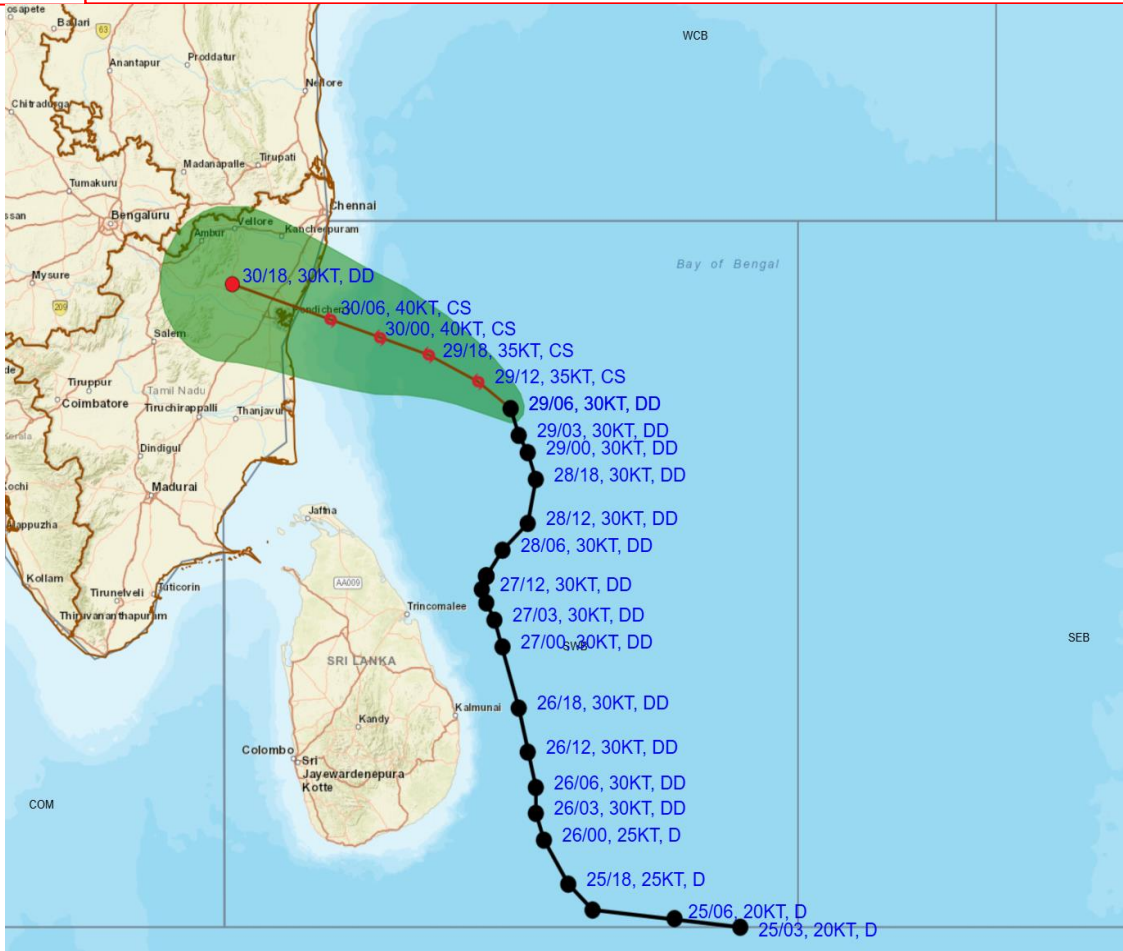 WCB
osapete
Ballari
63
Anantapur
Proddatur
Nellore
Chitradurga
Madanapalle
Tirupati
Tumakuru
ssan
Bengaluru
Chennai
Vellore
Ambur
Kancheepuram
Bay of Bengal
Mysure
209
30/18, 30KT, DD
30/06, 40KT, CS
30/00, 40KT, CS
Salem
29/18, 35KT, CS
29/12, 35KT, CS
Tiruppur
Tamil Nadu
Coimbatore
Tiruchirappalli
Thanjavur
29/06, 30KT, DD
29/03, 30KT, DD
29/00, 30KT, DD
Dindigul
28/18, 30KT, DD
Kochi
Madurai
Jaffna
28/12, 30KT, DD
Alappuzha
28/06, 30KT, DD
Kollam
Tirunelveli
Tuticorin
AA009
27/12, 30KT, DD
Thiruvananthapuram
Trincomalee
27/03, 30KT, DD
27/00, 30KT, DD
SWB
SEB
SRI LANKA
26/18, 30KT, DD
Kalmunai
Kandy
Colombo
26/12, 30KT, DD
Sri
Jayewardenepura
Kotte
26/06, 30KT, DD
COM
26/03, 30KT, DD
26/00, 25KT, D
25/18, 25KT, D
25/06, 20KT, D
25/03, 20KT, D